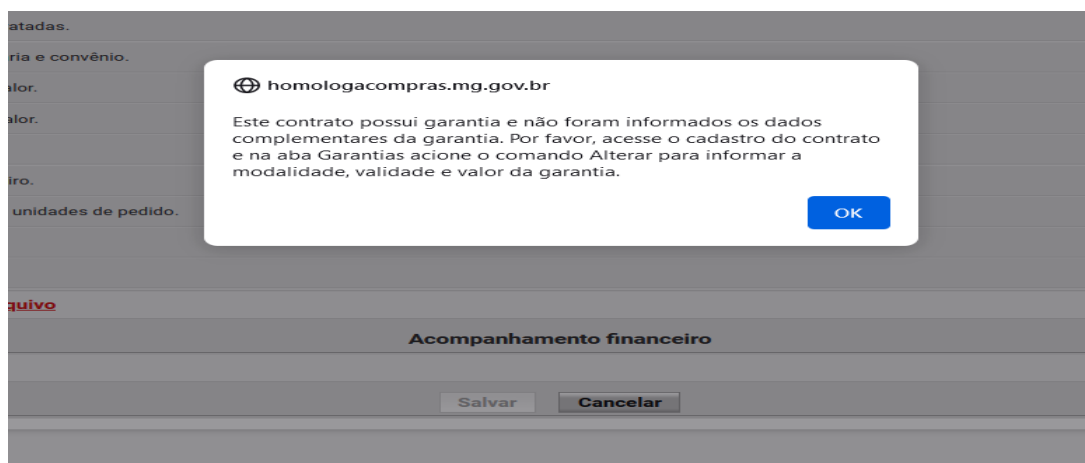 atadas.
ria e convênio.
alor.
alor.
iro.
unidades de pedido.
quivo
homologacompras.mg.gov.br
Este contrato possui garantia e não foram informados os dados
complementares da garantia. Por favor, acesse o cadastro do contrato
e na aba Garantias acione o comando Alterar para informar a
modalidade, validade e valor da garantia.
OK
Acompanhamento financeiro
Salvar Cancelar